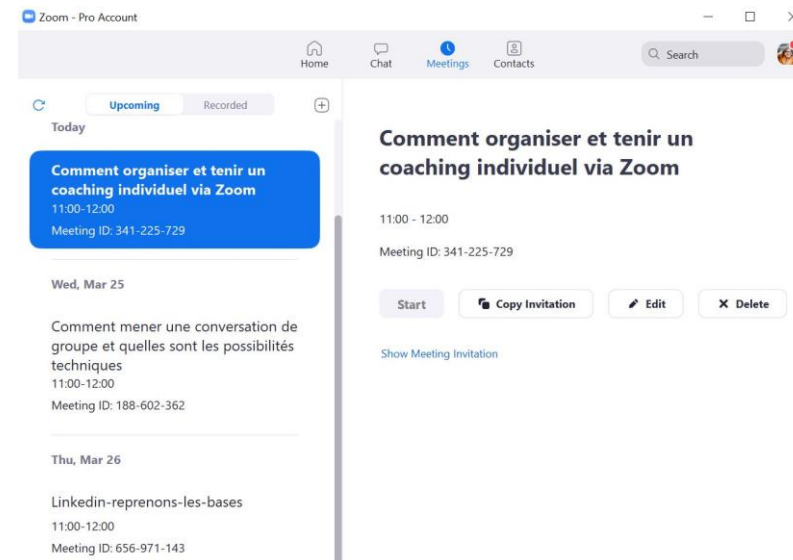 Zoom - Pro Account
Home
Chat
Meetings
Contacts
Search
Upcoming
Recorded
Today
Comment organiser et tenir un
coaching individuel via Zoom
11:00-12:00
Meeting ID: 341-225-729
Wed, Mar 25
Comment mener une conversation de
groupe et quelles sont les possibilités
techniques
11:00-12:00
Meeting ID: 188-602-362
Thu, Mar 26
Linkedin-reprenons-les-bases
11:00-12:00
Meeting ID: 656-971-143
Comment organiser et tenir un
coaching individuel via Zoom
11:00 - 12:00
Meeting ID: 341-225-729
Start
Copy Invitation
Edit
Delete
Show Meeting Invitation